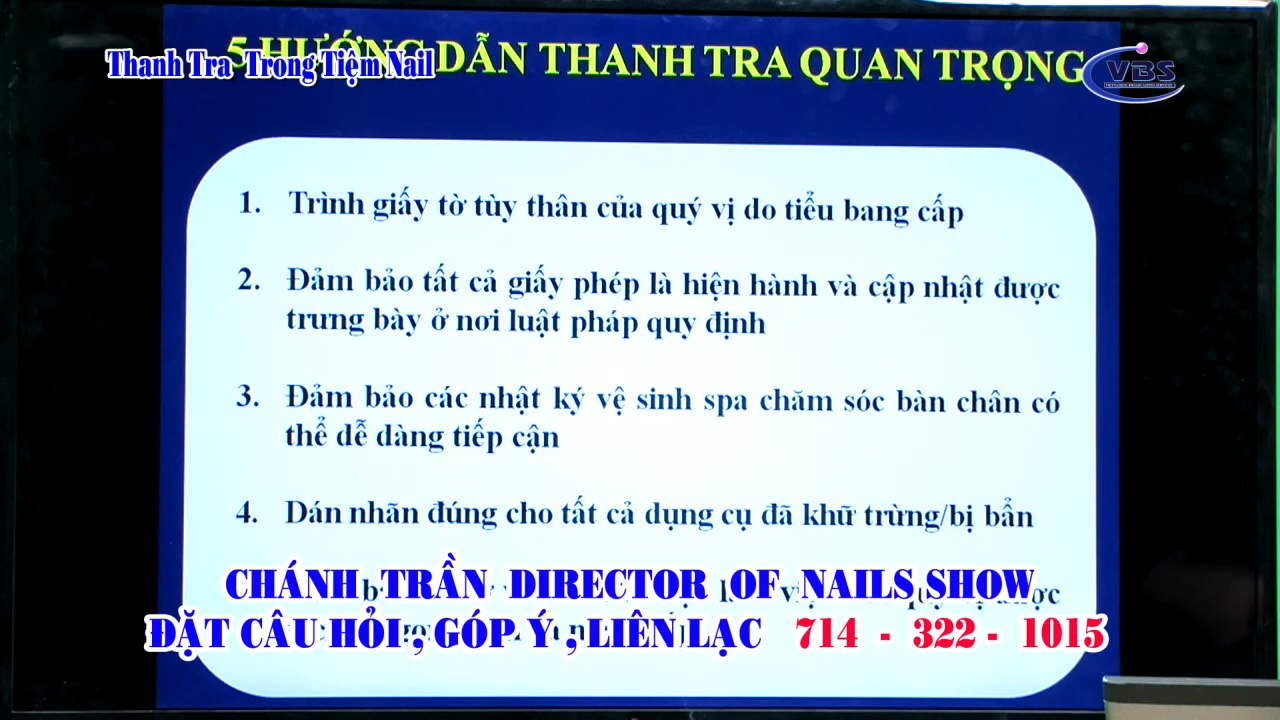 5 HƯỚNG DẪN THANH TRA QUAN TRỌNG
Thanh Tra Trong Tiệm Nail
VBS
1. Trình giấy tờ tùy thân của quý vị do tiểu bang cấp
2. Đảm bảo tất cả giấy phép là hiện hành và cập nhật được
trưng bày ở nơi luật pháp quy định
3. Đảm bảo các nhật ký vệ sinh spa chăm sóc bàn chân có
thể dễ dàng tiếp cận
4. Dán nhãn đúng cho tất cả dụng cụ đã khữ trừng/bị bẩn
CHÁNH TRẦN DIRECTOR OF NAILS SHOW
ĐẶT CÂU HỎI , GÓP Ý , LIÊN LẠC 714 - 322 - 1015